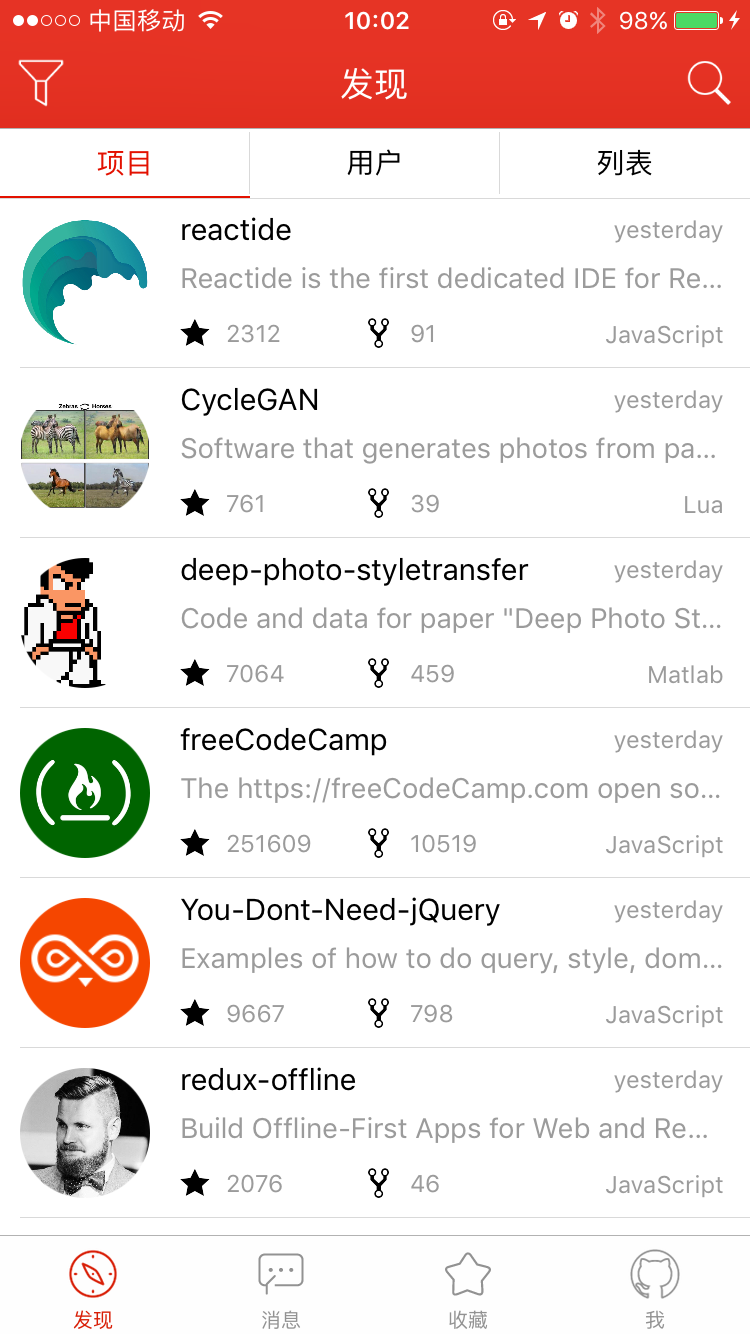 中国移动 10:02 98%
发现
项目 用户 列表
reactide yesterday
Reactide is the first dedicated IDE for Re...
2312 91 JavaScript
Zebras Horses
CycleGAN yesterday
Software that generates photos from pa...
761 39 Lua
deep-photo-styletransfer yesterday
Code and data for paper "Deep Photo St...
7064 459 Matlab
freeCodeCamp yesterday
The https://freeCodeCamp.com open so...
251609 10519 JavaScript
You-Dont-Need-jQuery yesterday
Examples of how to do query, style, dom...
9667 798 JavaScript
redux-offline yesterday
Build Offline-First Apps for Web and Re...
2076 46 JavaScript
发现 消息 收藏 我